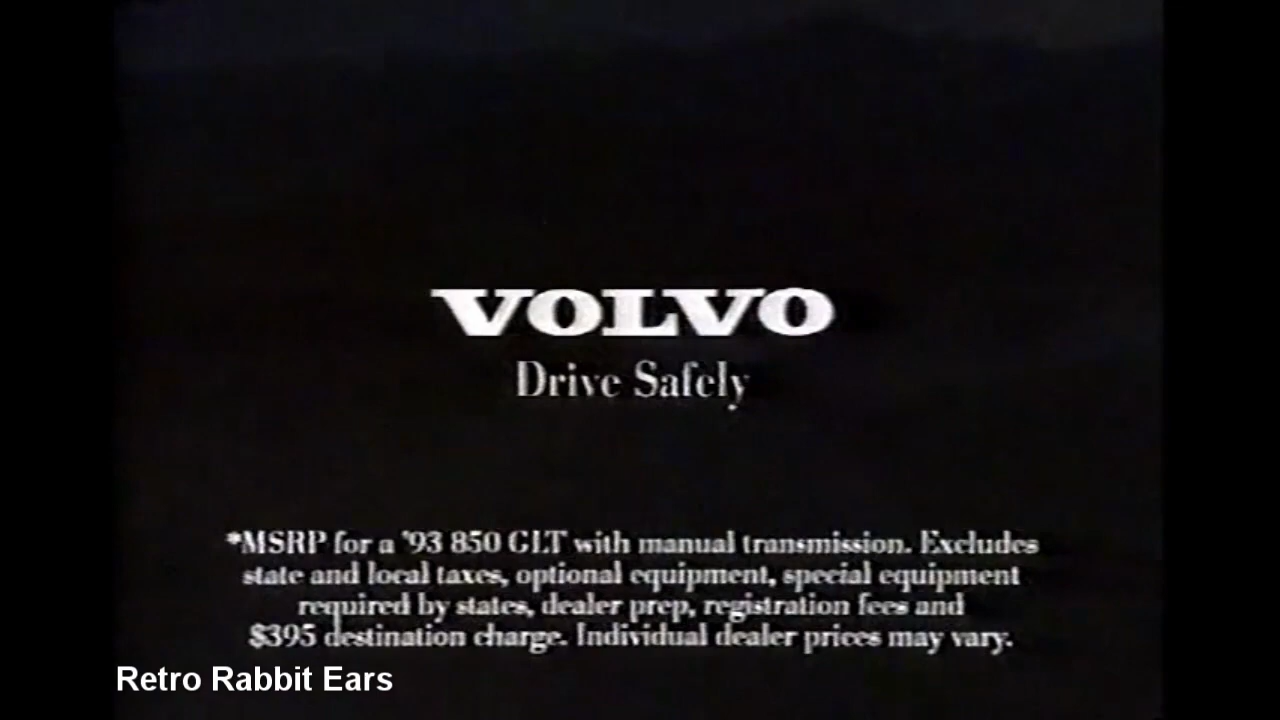 VOLVO
Drive Safely
*MSRP for a '93 850 GLT with manual transmission. Excludes
state and local taxes, optional equipment, special equipment
required by states, dealer prep, registration fees and
$395 destination charge. Individual dealer prices may vary.
Retro Rabbit Ears